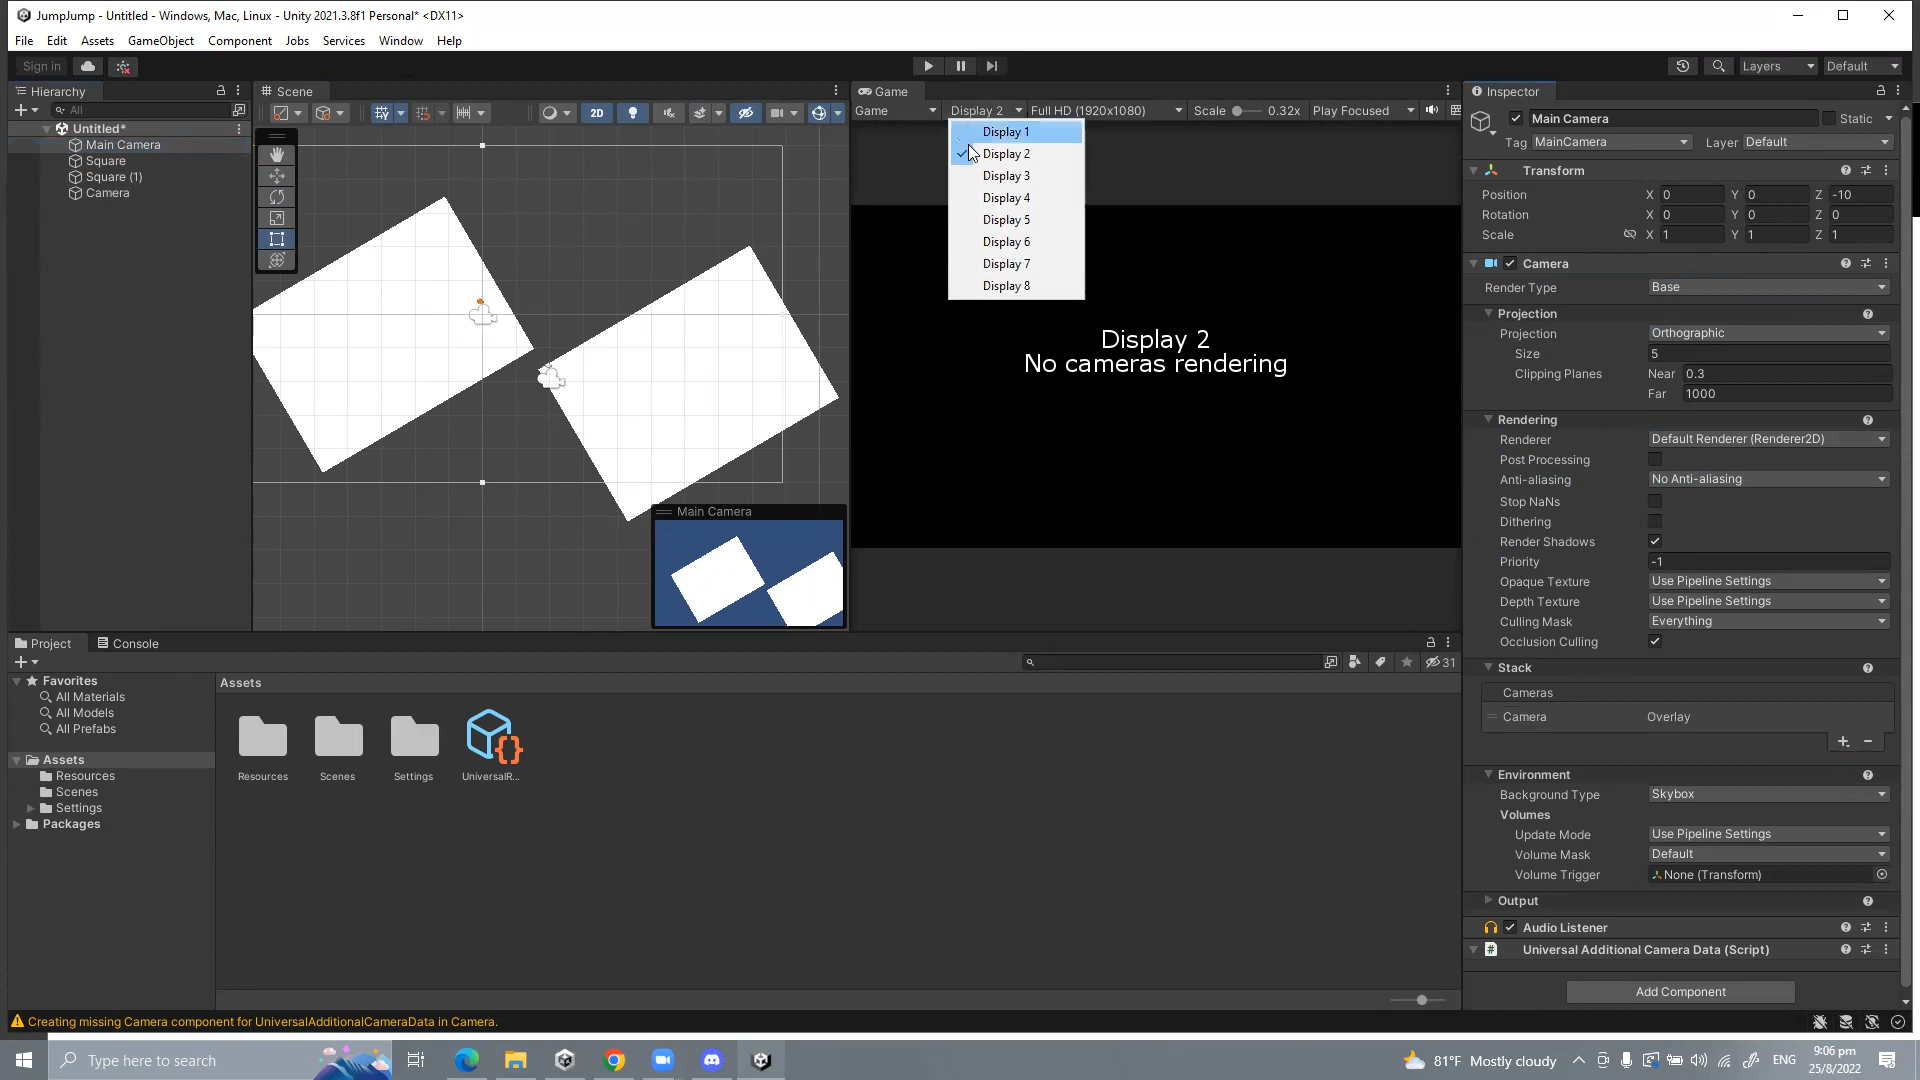 JumpJump - Untitled - Windows, Mac, Linux - Unity 2021.3.8f1 Personal* <DX11>
File Edit Assets GameObject Component Jobs Services Window Help
Sign in
Layers
Default
Hierarchy
All
Untitled*
Main Camera
Square
Square (1)
Camera
Scene
2D
Main Camera
Game
Game
Display 2
Full HD (1920x1080)
Scale
0.32x
Play Focused
Display 1
Display 2
Display 3
Display 4
Display 5
Display 6
Display 7
Display 8
Display 2
No cameras rendering
Inspector
Main Camera
Static
Tag MainCamera Layer Default
Transform
Position X 0 Y 0 Z -10
Rotation X 0 Y 0 Z 0
Scale X 1 Y 1 Z 1
Camera
Render Type Base
Projection
Projection Orthographic
Size 5
Clipping Planes Near 0.3
Far 1000
Rendering
Renderer Default Renderer (Renderer2D)
Post Processing
Anti-aliasing No Anti-aliasing
Stop NaNs
Dithering
Render Shadows
Priority -1
Opaque Texture Use Pipeline Settings
Depth Texture Use Pipeline Settings
Culling Mask Everything
Occlusion Culling
Stack
Cameras
Camera Overlay
Environment
Background Type Skybox
Volumes
Update Mode Use Pipeline Settings
Volume Mask Default
Volume Trigger None (Transform)
Output
Audio Listener
Universal Additional Camera Data (Script)
Add Component
Project
Console
31
Favorites
All Materials
All Models
All Prefabs
Assets
Resources
Scenes
Settings
Packages
Assets
Resources
Scenes
Settings
UniversalR...
Creating missing Camera component for UniversalAdditionalCameraData in Camera.
Type here to search
81°F Mostly cloudy
ENG
9:06 pm
25/8/2022